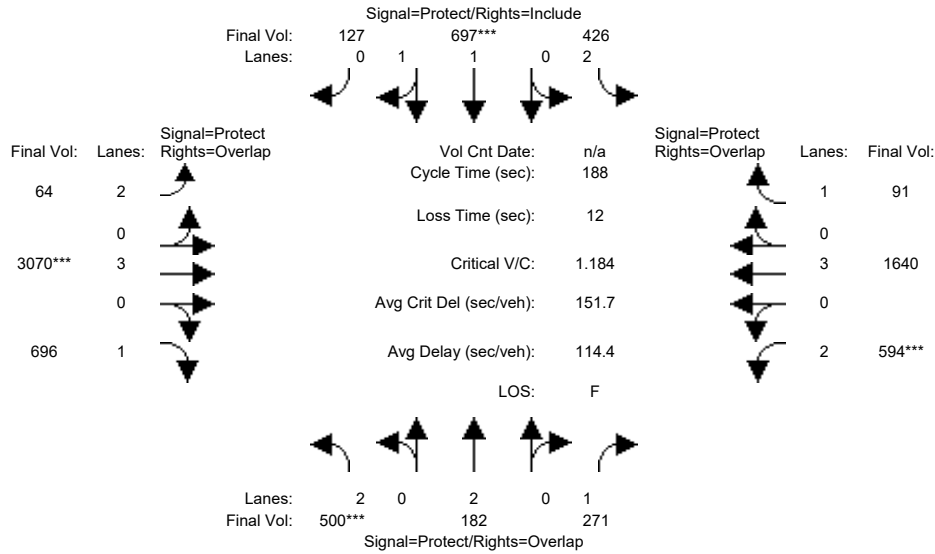 Signal=Protect/Rights=Include
Final Vol: 127 697*** 426
Lanes: 0 1 1 0 2
Signal=Protect Signal=Protect
Final Vol: Lanes: Rights=Overlap Vol Cnt Date: n/a Rights=Overlap Lanes: Final Vol:
Cycle Time (sec): 188
64 2 1 91
Loss Time (sec): 12
0 0
3070*** 3 Critical V/C: 1.184 3 1640
0 Avg Crit Del (sec/veh): 151.7 0
696 1 Avg Delay (sec/veh): 114.4 2 594***
LOS: F
Lanes: 2 0 2 0 1
Final Vol: 500*** 182 271
Signal=Protect/Rights=Overlap